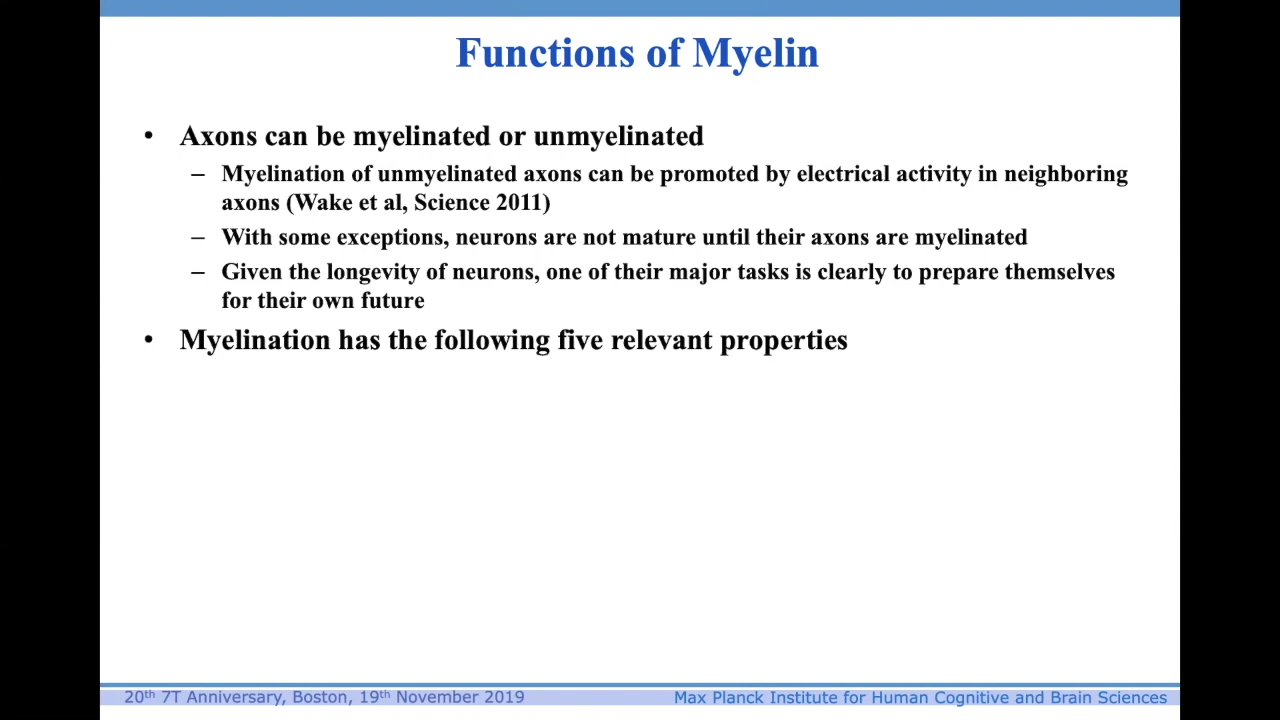 Functions of Myelin
• Axons can be myelinated or unmyelinated
– Myelination of unmyelinated axons can be promoted by electrical activity in neighboring
axons (Wake et al, Science 2011)
– With some exceptions, neurons are not mature until their axons are myelinated
– Given the longevity of neurons, one of their major tasks is clearly to prepare themselves
for their own future
• Myelination has the following five relevant properties
20th 7T Anniversary, Boston, 19th November 2019
Max Planck Institute for Human Cognitive and Brain Sciences